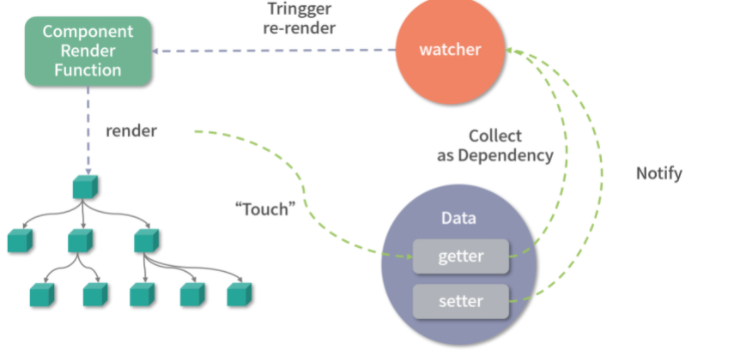 Tringger
re-render
Component
Render
Function
watcher
render
Collect
as Dependency
Notify
“Touch”
Data
getter
setter